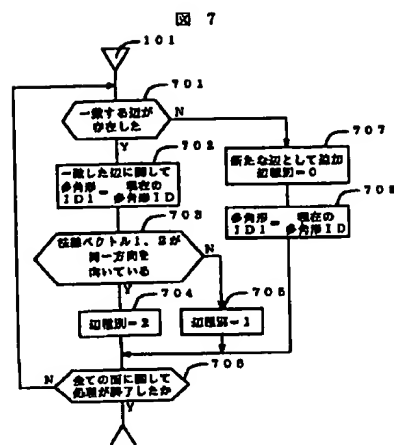 図 7
101
701
一致する辺が
存在した
N
Y
702
一致した辺に関して
多角形 現在の
ID1 = 多角形ID
707
新たな辺として追加
辺種別=0
708
多角形 現在の
ID1 = 多角形ID
703
法線ベクトル1、2が
同一方向を
向いている
N
Y
704
辺種別=2
705
辺種別=1
706
全ての面に関して
処理が終了したか
N
Y